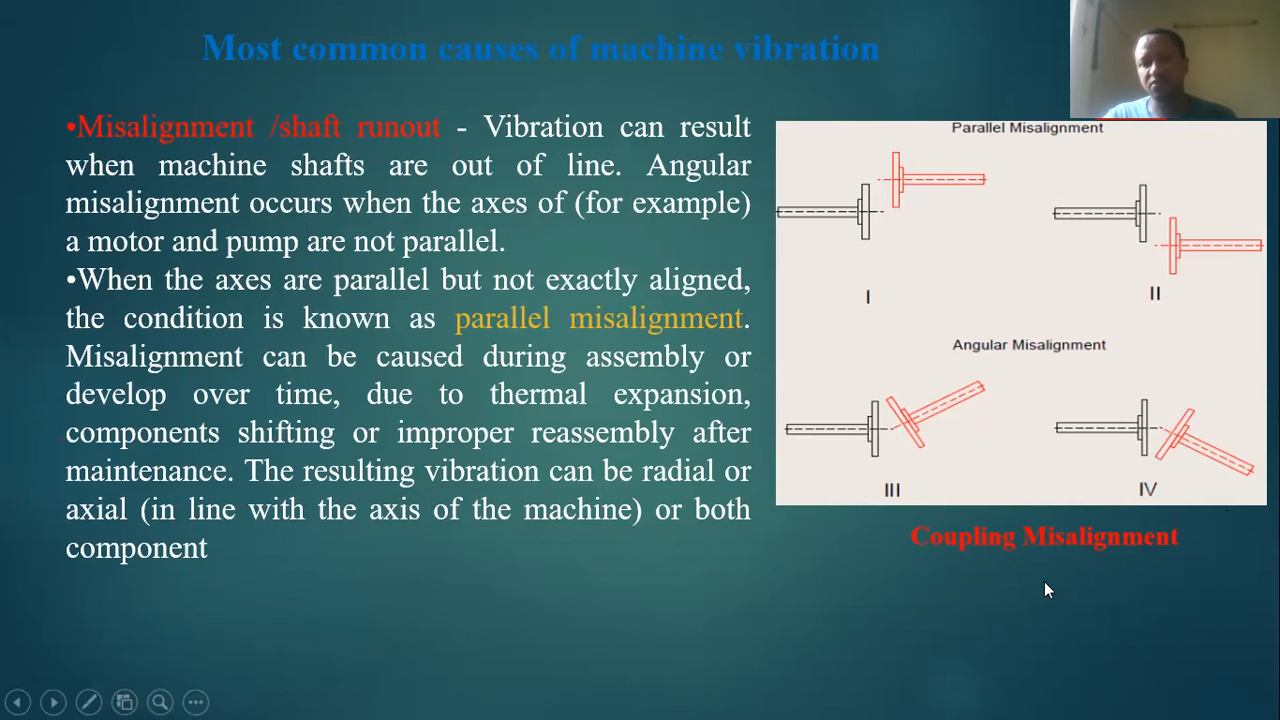 Most common causes of machine vibration
•Misalignment /shaft runout - Vibration can result
when machine shafts are out of line. Angular
misalignment occurs when the axes of (for example)
a motor and pump are not parallel.
•When the axes are parallel but not exactly aligned,
the condition is known as parallel misalignment.
Misalignment can be caused during assembly or
develop over time, due to thermal expansion,
components shifting or improper reassembly after
maintenance. The resulting vibration can be radial or
axial (in line with the axis of the machine) or both
component
Parallel Misalignment
I
II
Angular Misalignment
III
IV
Coupling Misalignment